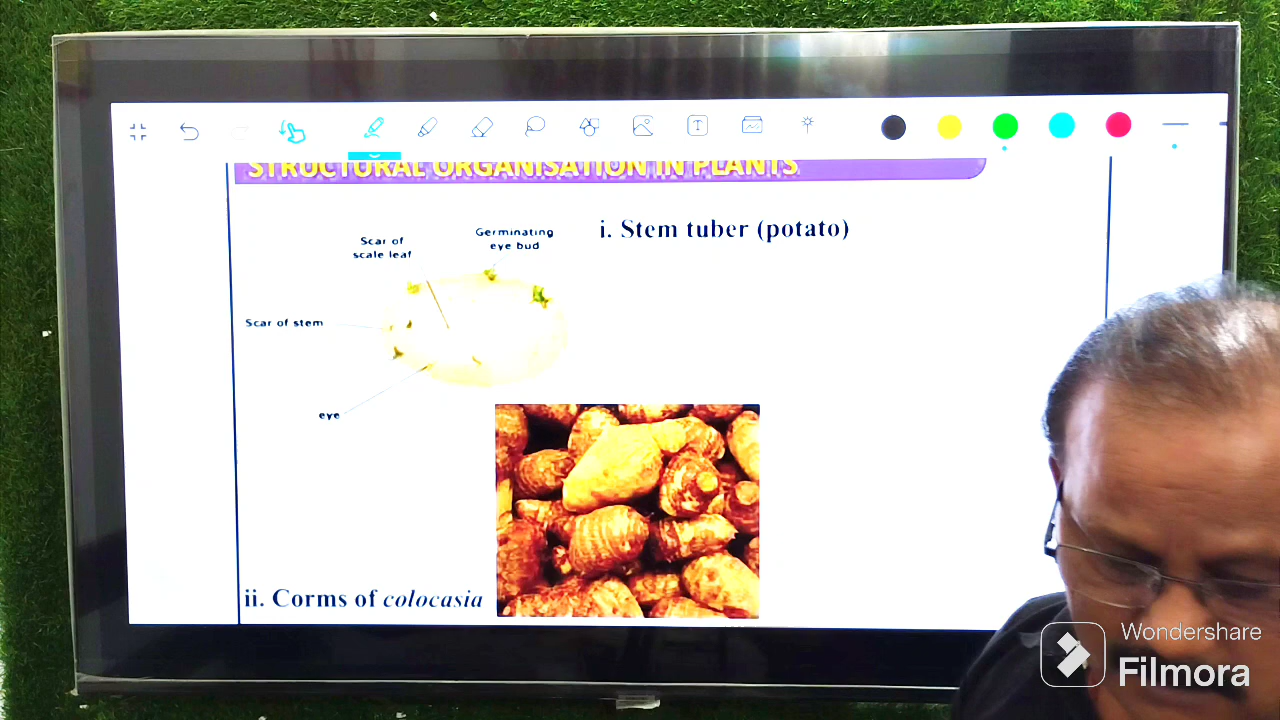 STRUCTURAL ORGANISATION IN PLANTS
i. Stem tuber (potato)
Germinating
eye bud
Scar of
scale leaf
Scar of stem
eye
ii. Corms of colocasia
T
Wondershare
Filmora